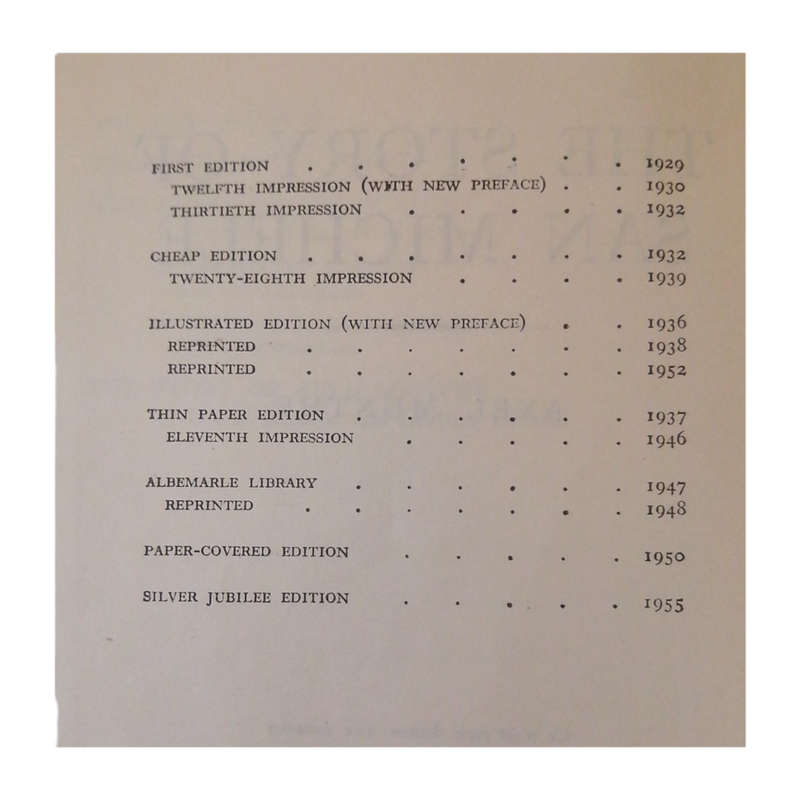 FIRST EDITION . . . . . . . 1929
TWELFTH IMPRESSION (WITH NEW PREFACE) . . 1930
THIRTIETH IMPRESSION . . . . . 1932
CHEAP EDITION . . . . . . . 1932
TWENTY-EIGHTH IMPRESSION . . . . 1939
ILLUSTRATED EDITION (WITH NEW PREFACE) . . 1936
REPRINTED . . . . . . . 1938
REPRINTED . . . . . . . 1952
THIN PAPER EDITION . . . . . . 1937
ELEVENTH IMPRESSION . . . . . 1946
ALBEMARLE LIBRARY . . . . . . 1947
REPRINTED . . . . . . . 1948
PAPER-COVERED EDITION . . . . . 1950
SILVER JUBILEE EDITION . . . . . 1955